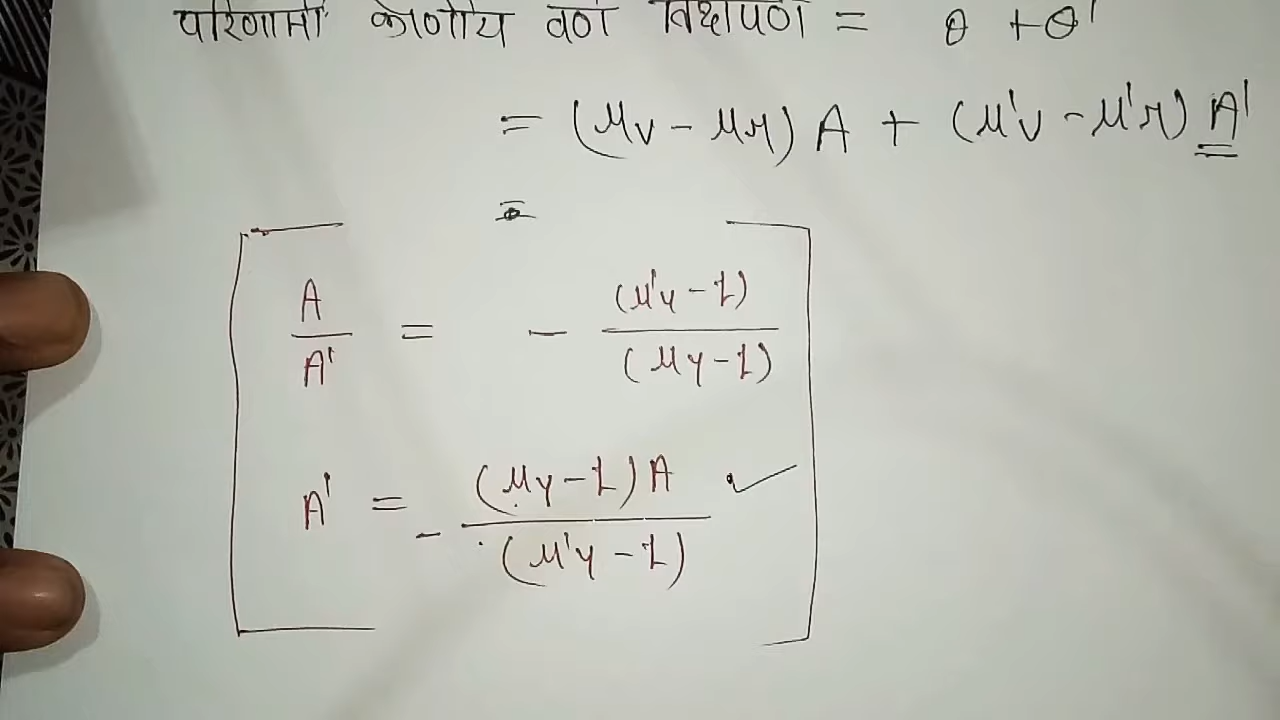 परिणामी कोणीय वर्ण विक्षेपण = θ + θ'
= (μv - μr) A + (μ'v - μ'r) A'
=
A/A' = - (μ'y - 1)/(μy - 1)
A' = - (μy - 1) A/(μ'y - 1) ✓